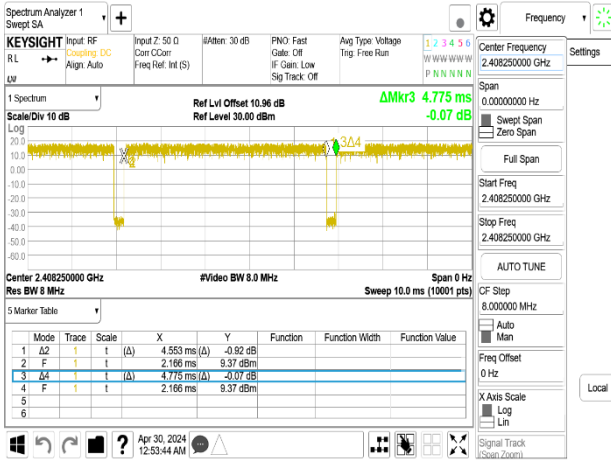 Spectrum Analyzer 1
Swept SA
Frequency
KEYSIGHT
RL
Input: RF
Coupling: DC
Align: Auto
Input Z: 50 Ω
Corr CCorr
Freq Ref: Int (S)
#Atten: 30 dB
PNO: Fast
Gate: Off
IF Gain: Low
Sig Track: Off
Avg Type: Voltage
Trig: Free Run
1 2 3 4 5 6
W W W W W W
P N N N N N
1 Spectrum
Scale/Div 10 dB
Ref Lvl Offset 10.96 dB
Ref Level 30.00 dBm
ΔMkr3 4.775 ms
-0.07 dB
Log
20.0
10.0
0.00
-10.0
-20.0
-30.0
-40.0
-50.0
-60.0
3Δ4
Center 2.408250000 GHz
Res BW 8 MHz
#Video BW 8.0 MHz
Span 0 Hz
Sweep 10.0 ms (10001 pts)
5 Marker Table
Mode Trace Scale X Y Function Function Width Function Value
1 Δ2 1 t (Δ) 4.553 ms (Δ) -0.92 dB
2 F 1 t 2.166 ms 9.37 dBm
3 Δ4 1 t (Δ) 4.775 ms (Δ) -0.07 dB
4 F 1 t 2.166 ms 9.37 dBm
5
6
Apr 30, 2024
12:53:44 AM
Center Frequency
2.408250000 GHz
Span
0.00000000 Hz
Swept Span
Zero Span
Full Span
Start Freq
2.408250000 GHz
Stop Freq
2.408250000 GHz
AUTO TUNE
CF Step
8.000000 MHz
Auto
Man
Freq Offset
0 Hz
X Axis Scale
Log
Lin
Signal Track
(Span Zoom)
Settings
Local